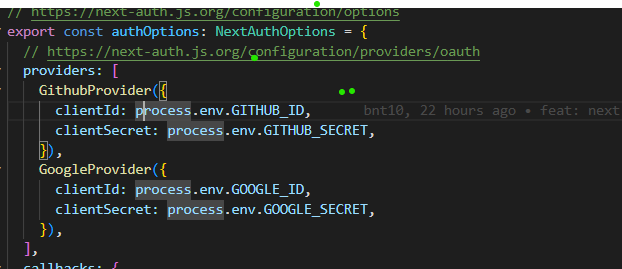 // https://next-auth.js.org/configuration/options
export const authOptions: NextAuthOptions = {
// https://next-auth.js.org/configuration/providers/oauth
providers: [
GithubProvider({
clientId: process.env.GITHUB_ID, bnt10, 22 hours ago • feat: next
clientSecret: process.env.GITHUB_SECRET,
}),
GoogleProvider({
clientId: process.env.GOOGLE_ID,
clientSecret: process.env.GOOGLE_SECRET,
}),
],
callbacks: {